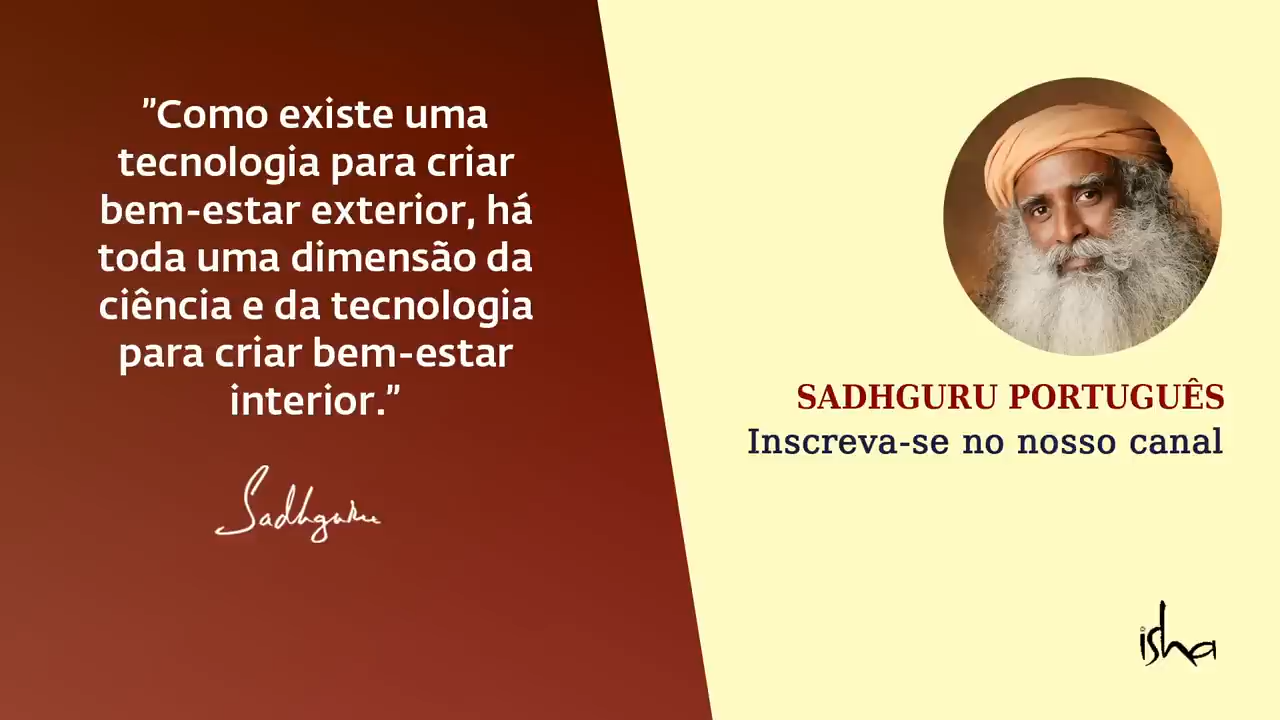 "Como existe uma
tecnologia para criar
bem-estar exterior, há
toda uma dimensão da
ciência e da tecnologia
para criar bem-estar
interior."
Sadhguru
SADHGURU PORTUGUÊS
Inscreva-se no nosso canal
isha